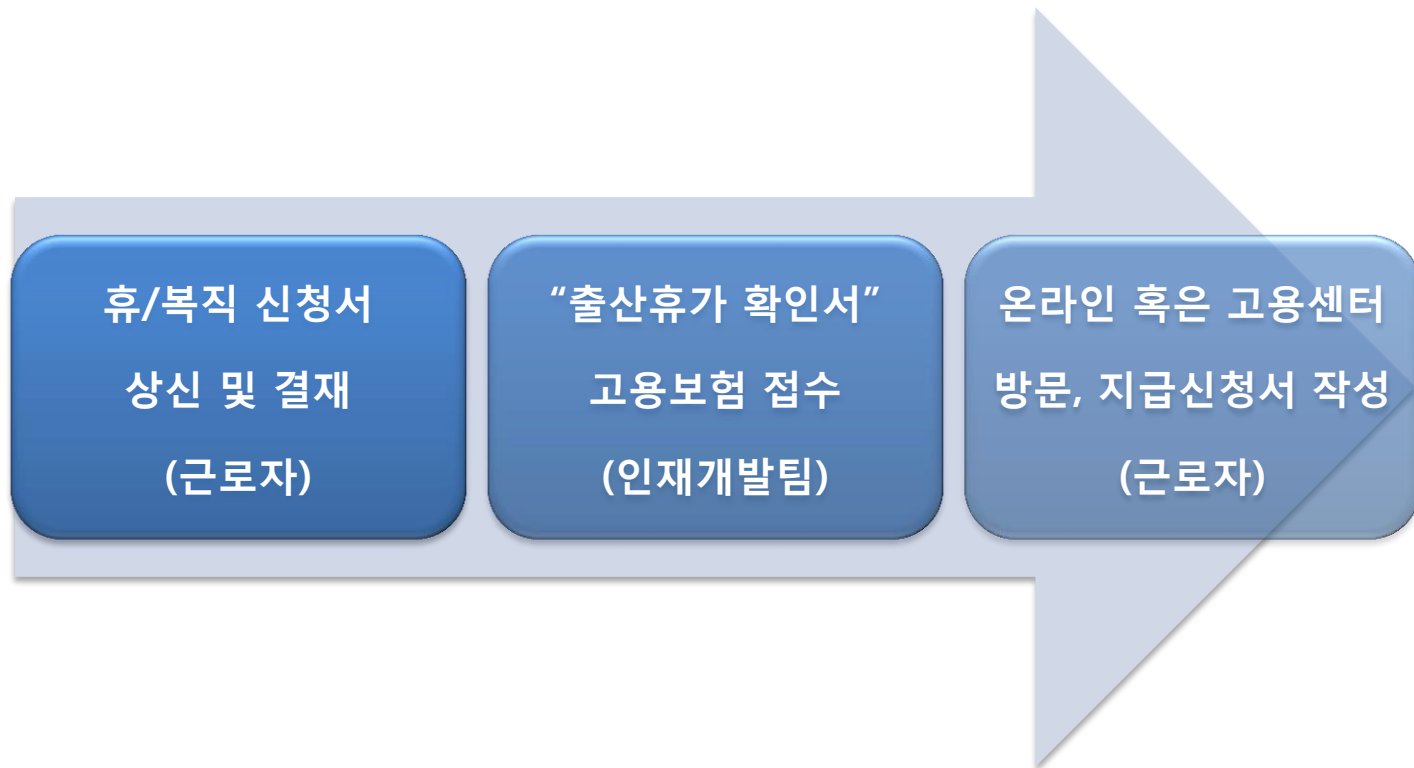 휴/복직 신청서
상신 및 결재
(근로자)
“출산휴가 확인서”
고용보험 접수
(인재개발팀)
온라인 혹은 고용센터
방문, 지급신청서 작성
(근로자)